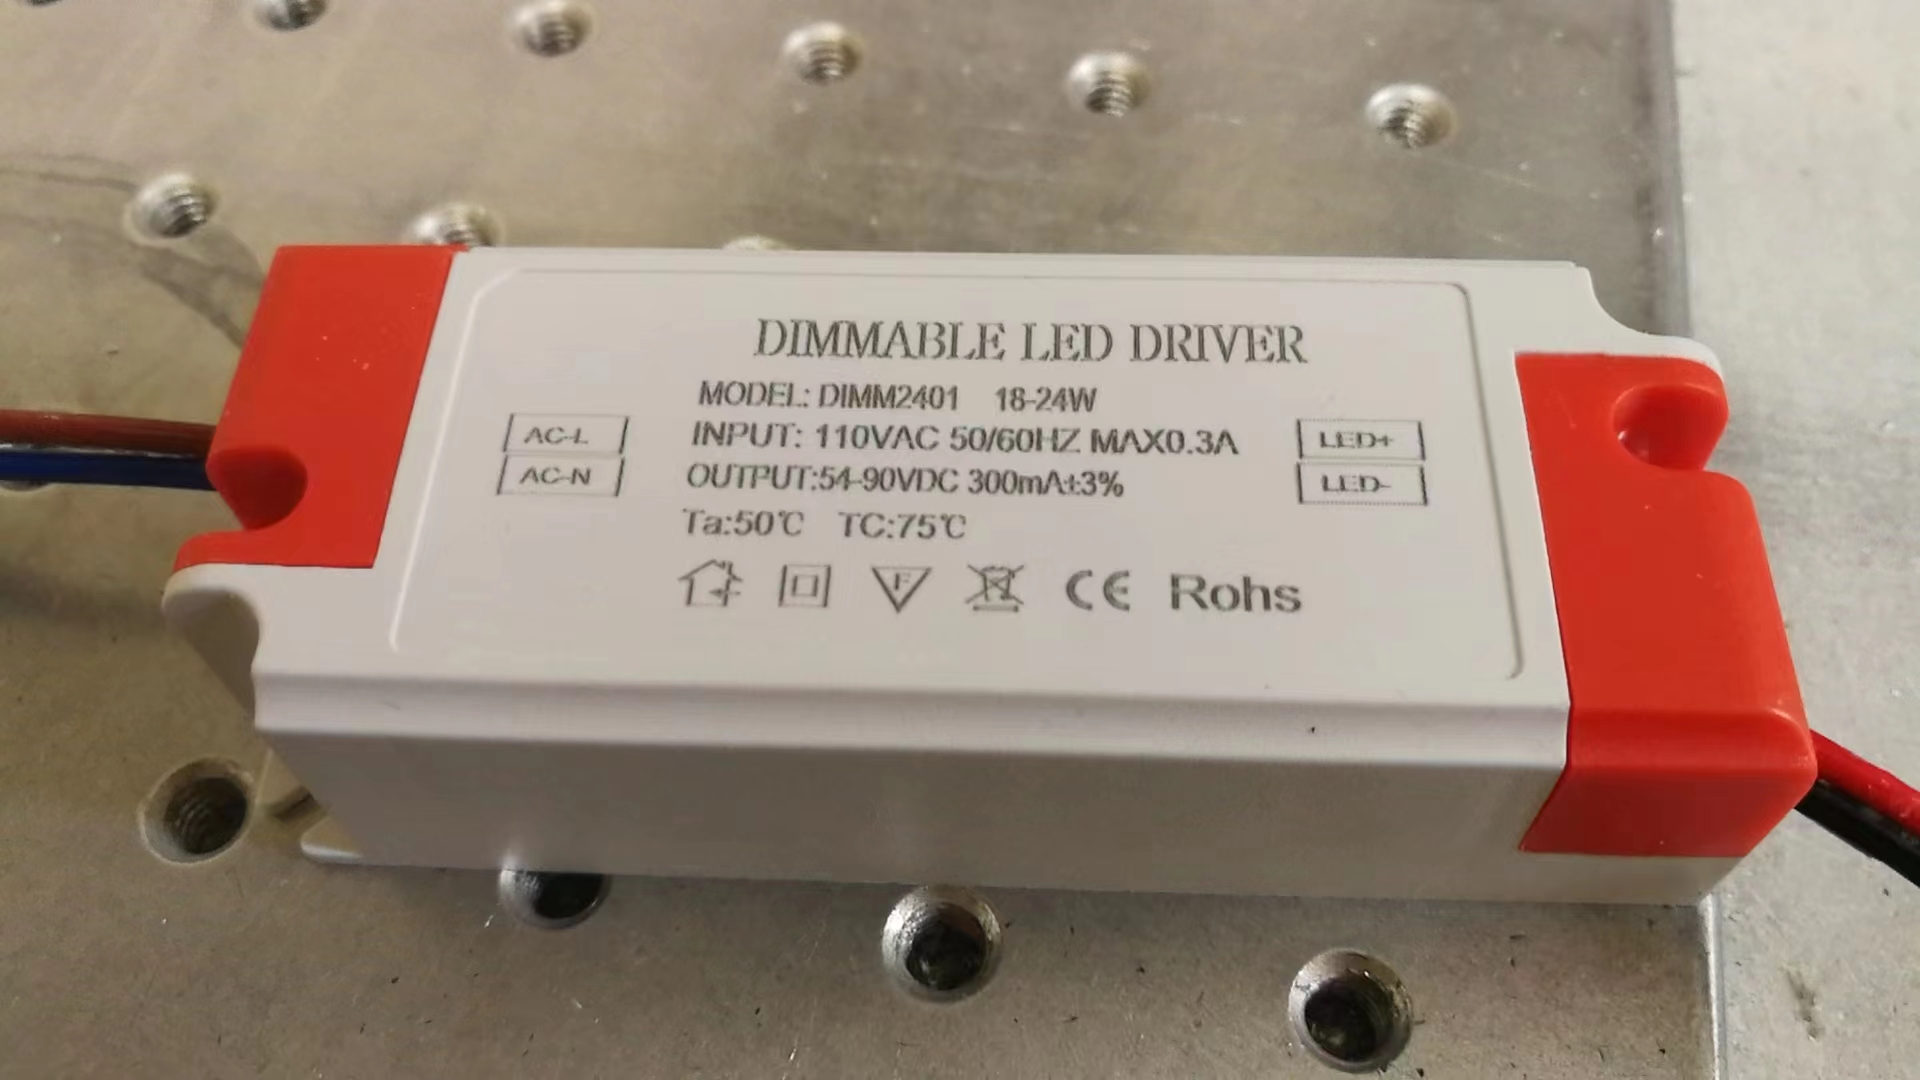 DIMMABLE LED DRIVER
MODEL: DIMM2401 18-24W
INPUT: 110VAC 50/60HZ MAX0.3A
OUTPUT:54-90VDC 300mA±3%
Ta:50℃ TC:75℃
AC-L
AC-N
LED+
LED-
F
CE Rohs